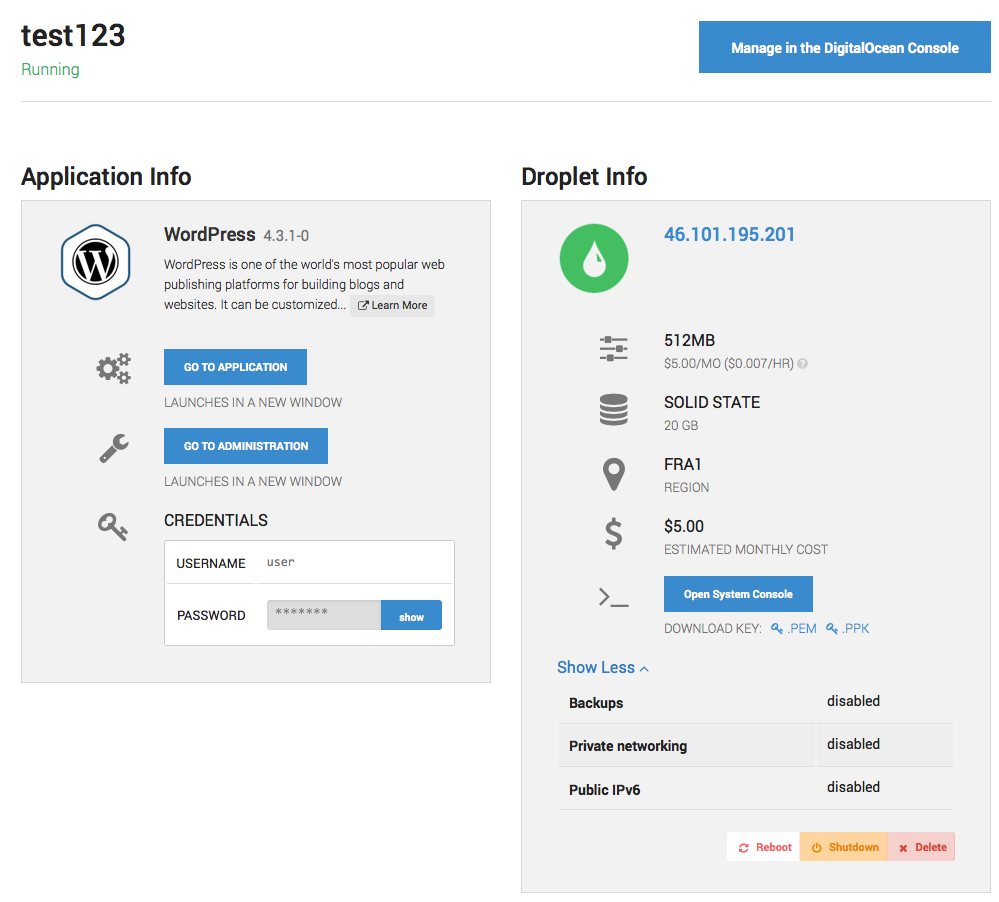 test123
Running
Manage in the DigitalOcean Console
Application Info
WordPress 4.3.1-0
WordPress is one of the world's most popular web
publishing platforms for building blogs and
websites. It can be customized... Learn More
GO TO APPLICATION
LAUNCHES IN A NEW WINDOW
GO TO ADMINISTRATION
LAUNCHES IN A NEW WINDOW
CREDENTIALS
USERNAME user
PASSWORD ******* show
Droplet Info
46.101.195.201
512MB
$5.00/MO ($0.007/HR) ?
SOLID STATE
20 GB
FRA1
REGION
$5.00
ESTIMATED MONTHLY COST
Open System Console
DOWNLOAD KEY: .PEM .PPK
Show Less
Backups disabled
Private networking disabled
Public IPv6 disabled
Reboot Shutdown Delete